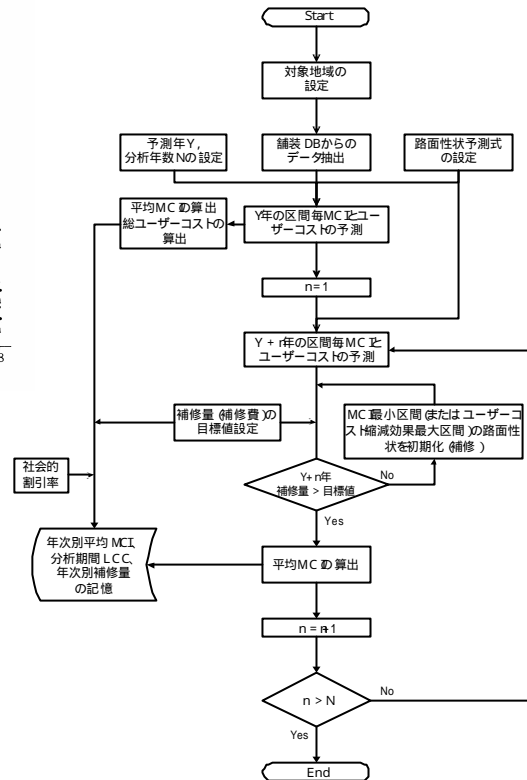 Start
対象地域の
設定
予測年Y,
分析年数Nの設定
舗装DBからの
データ抽出
路面性状予測式
の設定
平均MCIの算出
総ユーザーコストの
算出
Y年の区間毎MCIとユー
ザーコストの予測
n=1
Y+n年の区間毎MCIと
ユーザーコストの予測
補修量(補修費)の
目標値設定
MCI最小区間(またはユーザーコ
スト縮減効果最大区間)の路面性
状を初期化(補修)
社会的
割引率
Y+n年
補修量>目標値
No
Yes
年次別平均MCI、
分析期間LCC、
年次別補修量
の記憶
平均MCIの算出
n=n+1
n>N
No
Yes
End
8